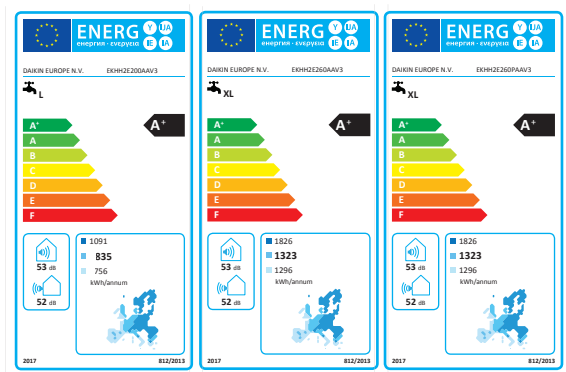 ENERG Y IJA
енергия · ενεργεια IE IA
DAIKIN EUROPE N.V. EKHH2E200AAV3
L
A+
A
B
C
D
E
F
A+
53 dB
52 dB
1091
835
756
kWh/annum
2017 812/2013
ENERG Y IJA
енергия · ενεργεια IE IA
DAIKIN EUROPE N.V. EKHH2E260AAV3
XL
A+
A
B
C
D
E
F
A+
53 dB
52 dB
1826
1323
1296
kWh/annum
2017 812/2013
ENERG Y IJA
енергия · ενεργεια IE IA
DAIKIN EUROPE N.V. EKHH2E260PAAV3
XL
A+
A
B
C
D
E
F
A+
53 dB
52 dB
1826
1323
1296
kWh/annum
2017 812/2013